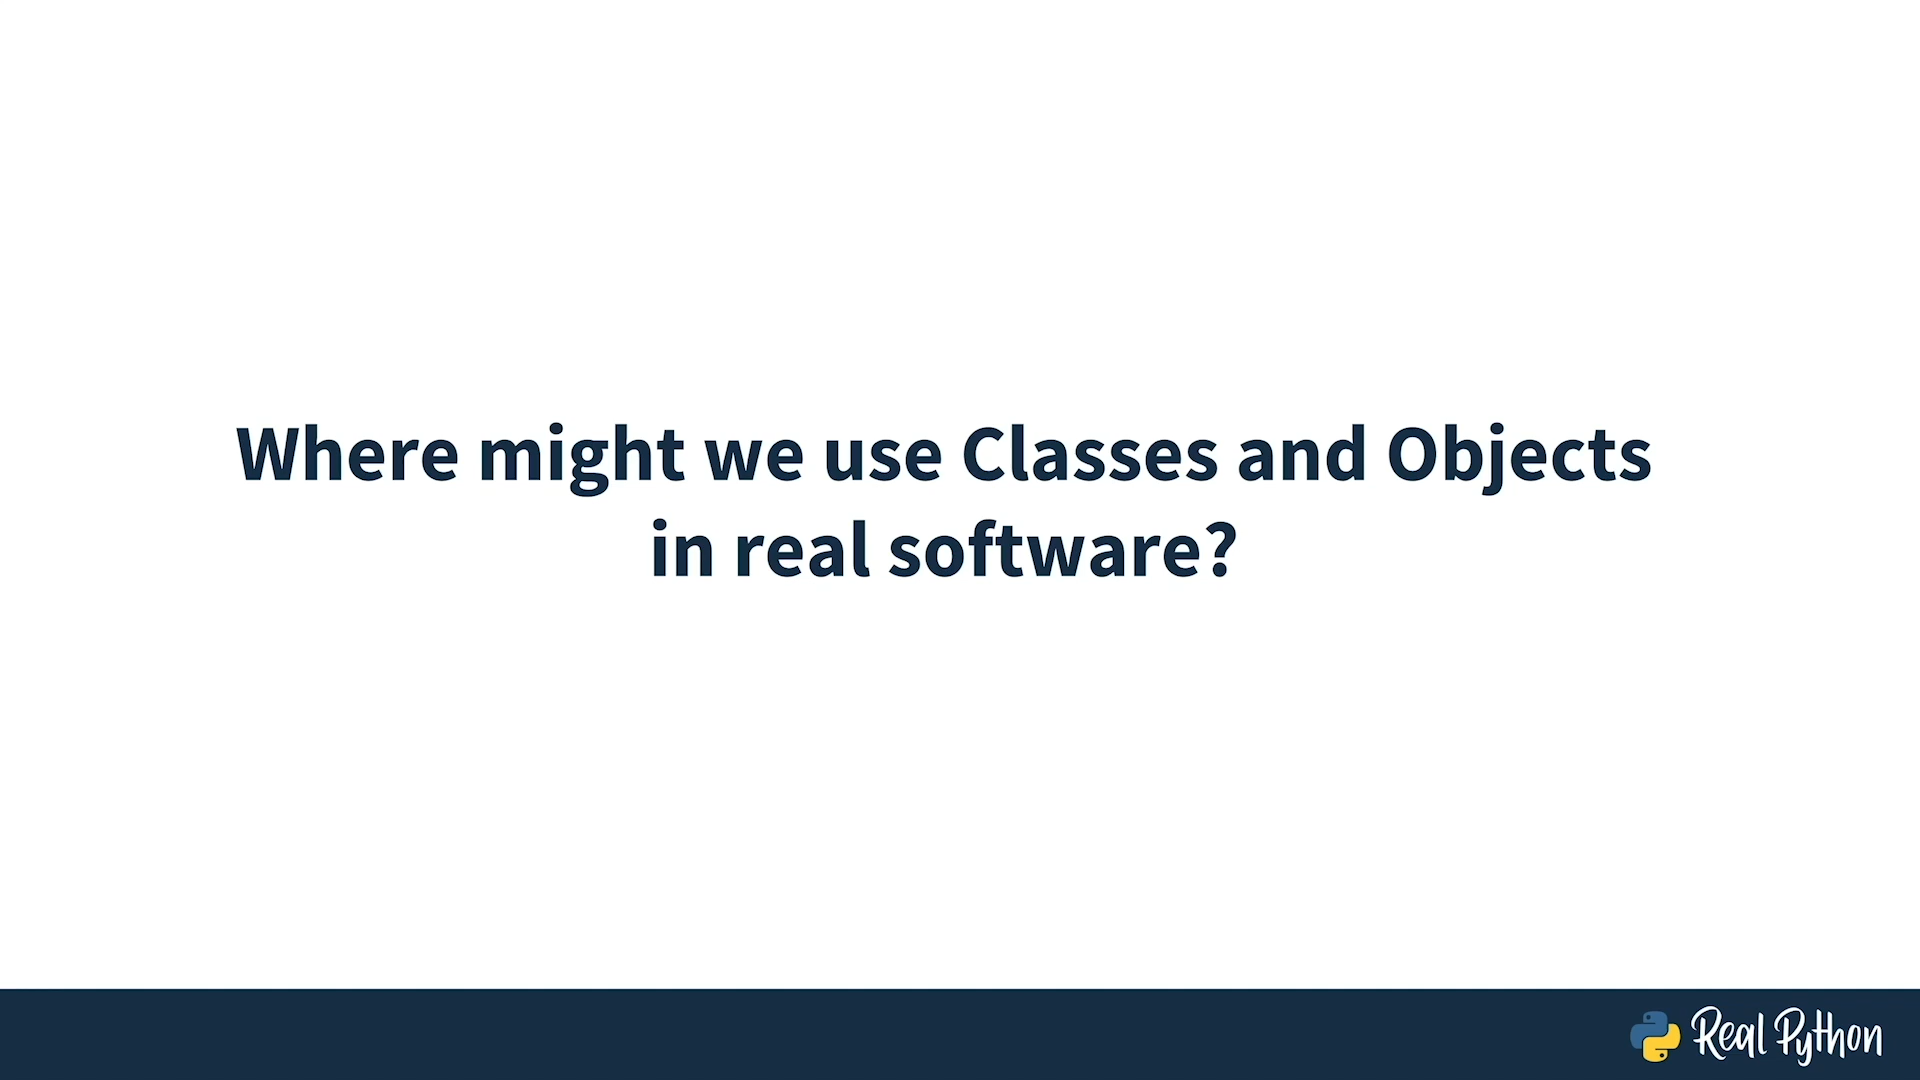 Where might we use Classes and Objects
in real software?
Real Python